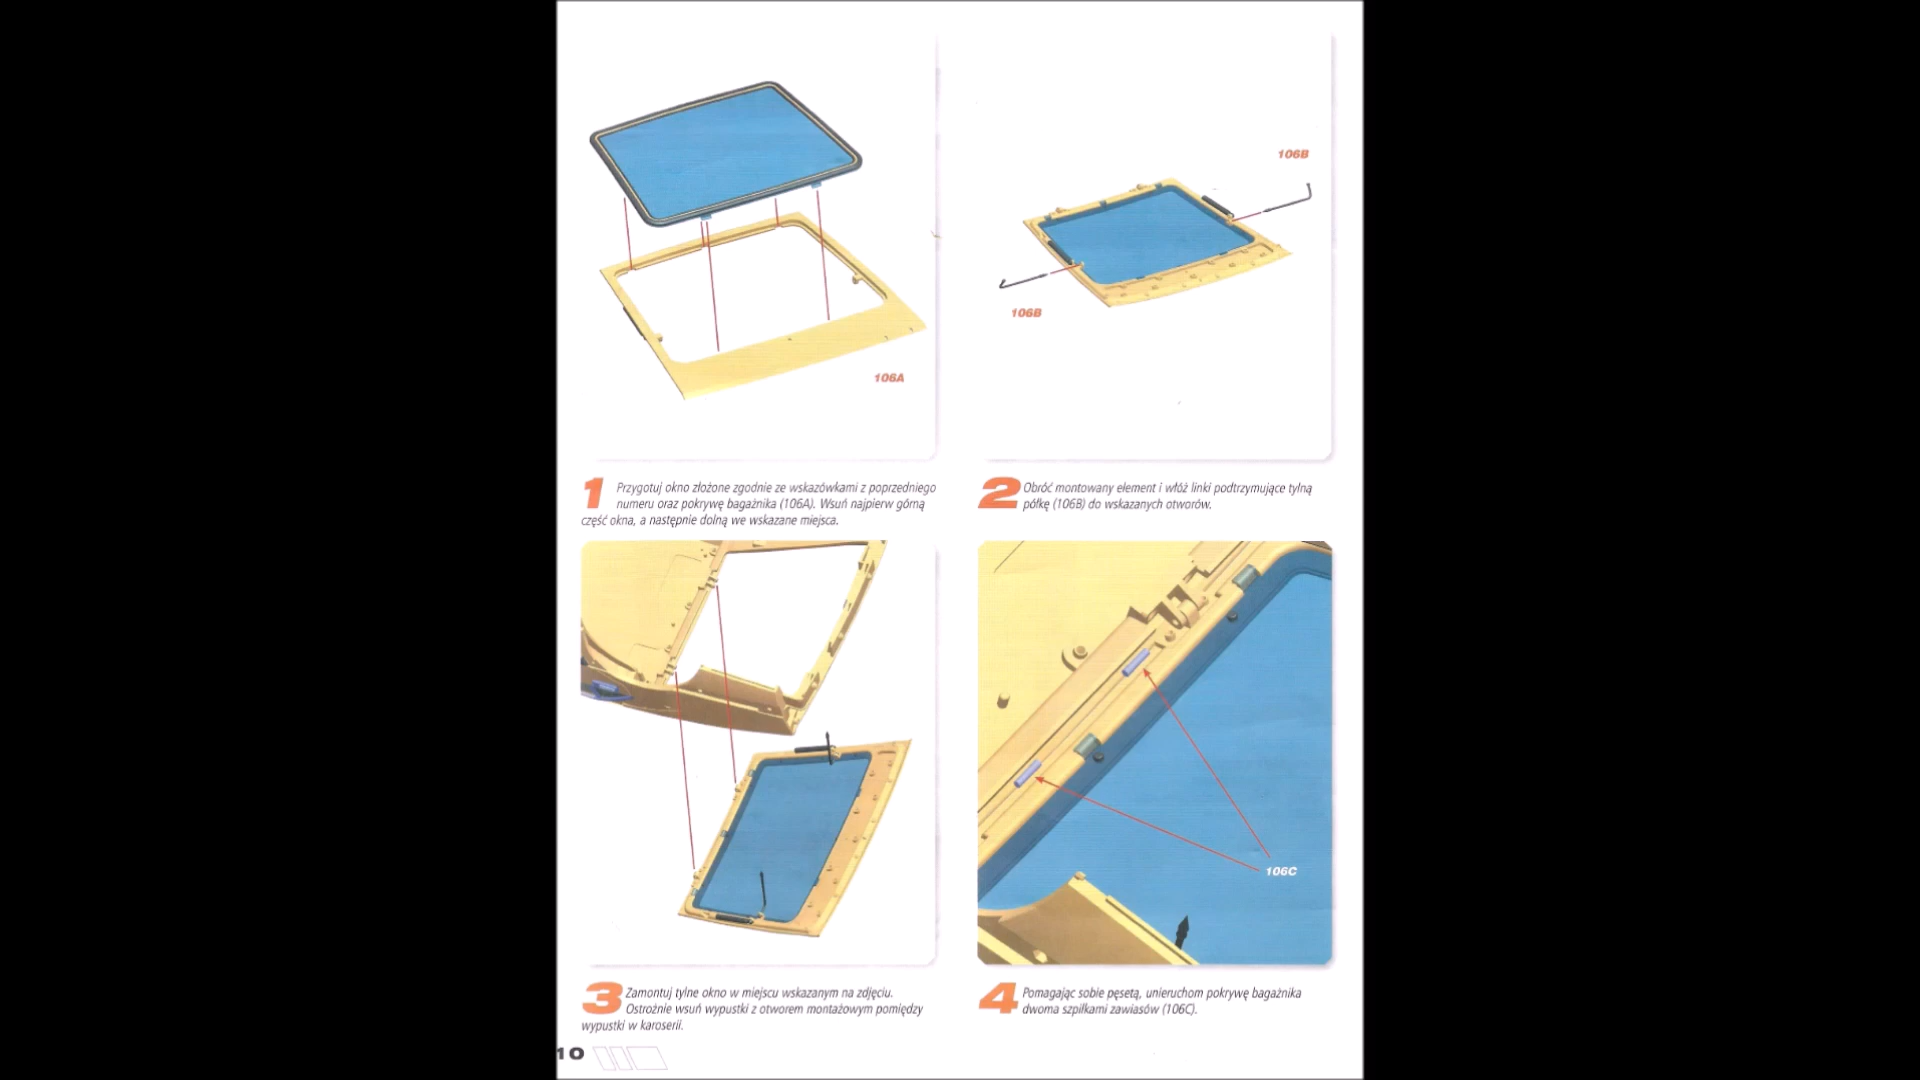 106A
106B
106B
1 Przygotuj okno złożone zgodnie ze wskazówkami z poprzedniego
numeru oraz pokrywę bagażnika (106A). Wsuń najpierw górną
część okna, a następnie dolną we wskazane miejsca.
2 Obróć montowany element i włóż linki podtrzymujące tylną
półkę (106B) do wskazanych otworów.
106C
3 Zamontuj tylne okno w miejscu wskazanym na zdjęciu.
Ostrożnie wsuń wypustki z otworem montażowym pomiędzy
wypustki w karoserii.
4 Pomagając sobie pęsetą, unieruchom pokrywę bagażnika
dwoma szpilkami zawiasów (106C).
10